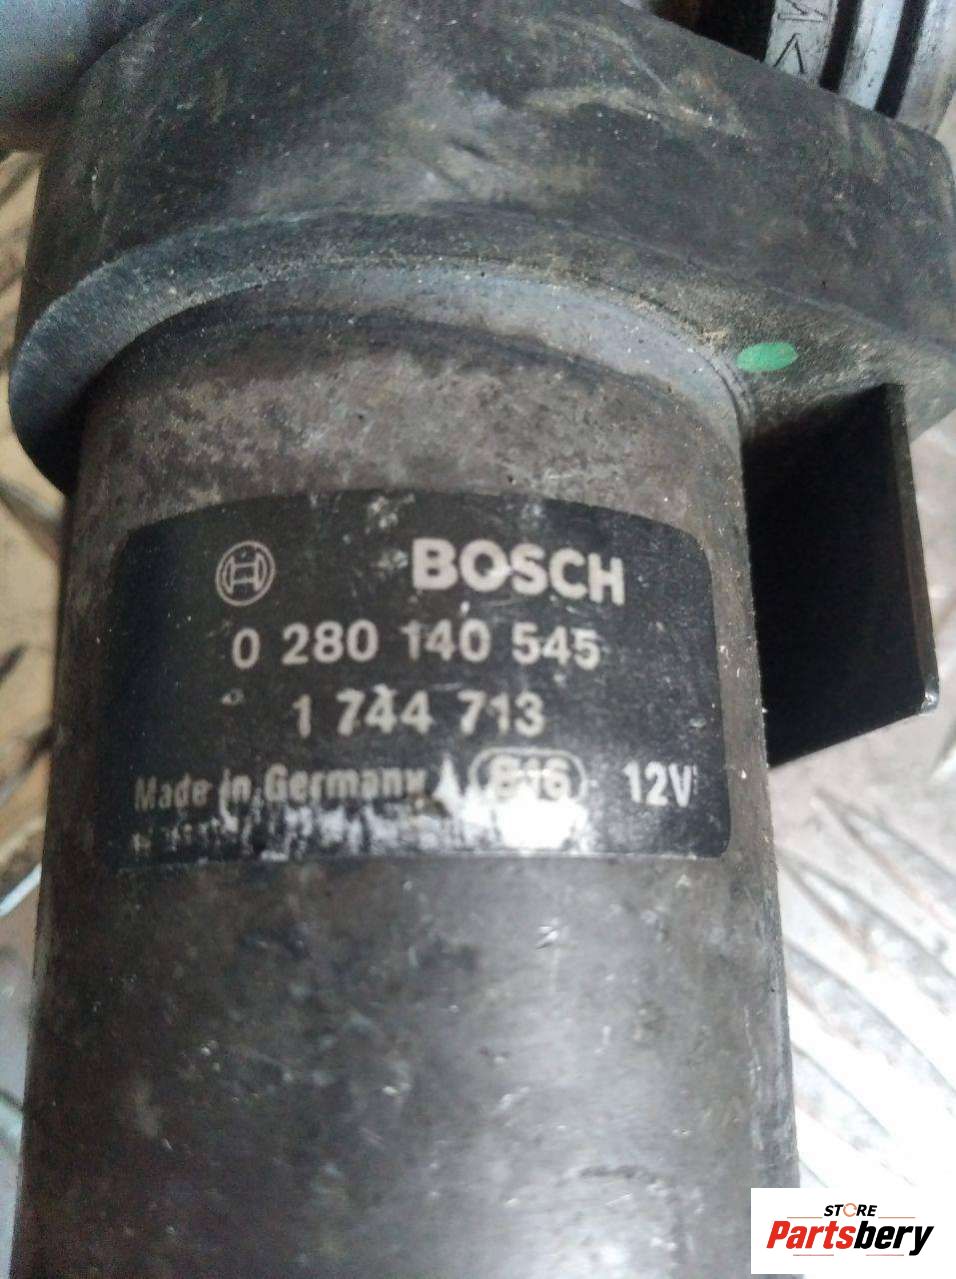 BOSCH
0 280 140 545
1 744 713
Made in Germany 12V
STORE
Partsbery